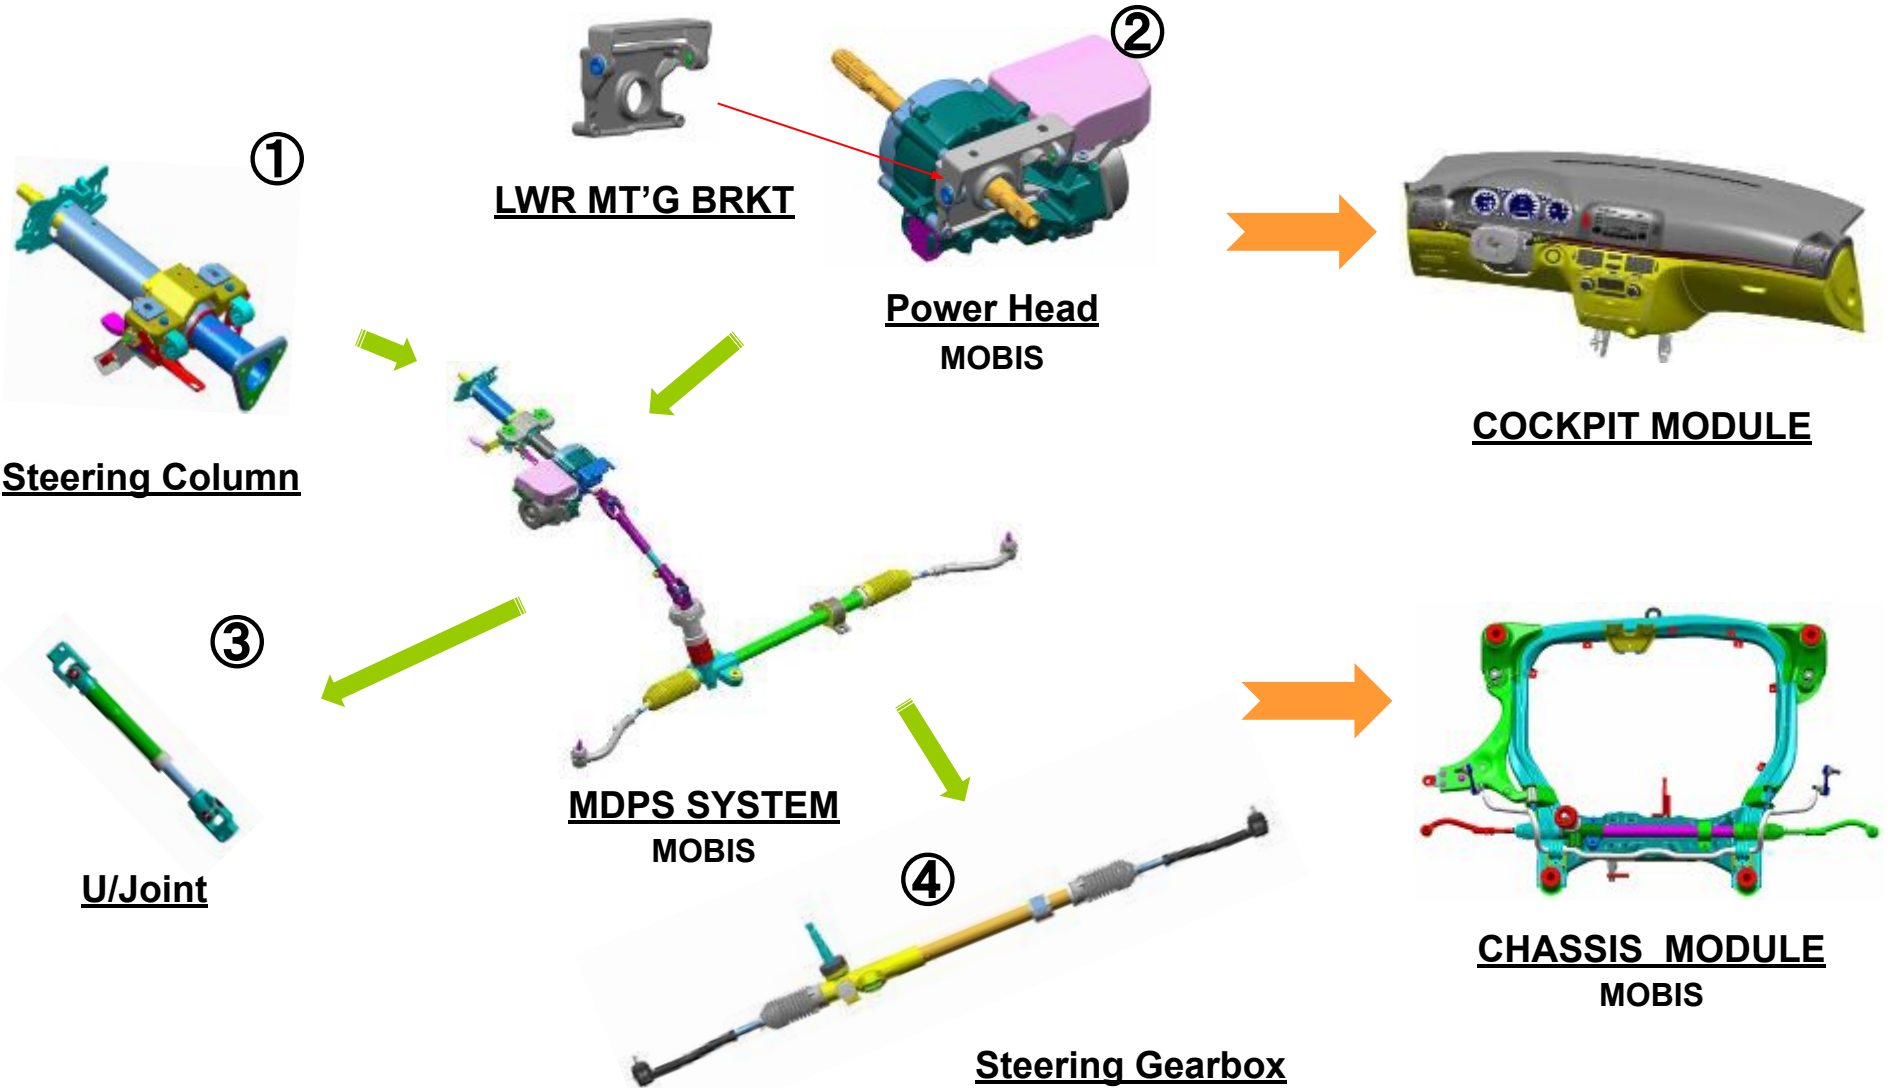 ②
①
LWR MT’G BRKT
Power Head
MOBIS
COCKPIT MODULE
Steering Column
③
MDPS SYSTEM
MOBIS
U/Joint
④
CHASSIS MODULE
MOBIS
Steering Gearbox